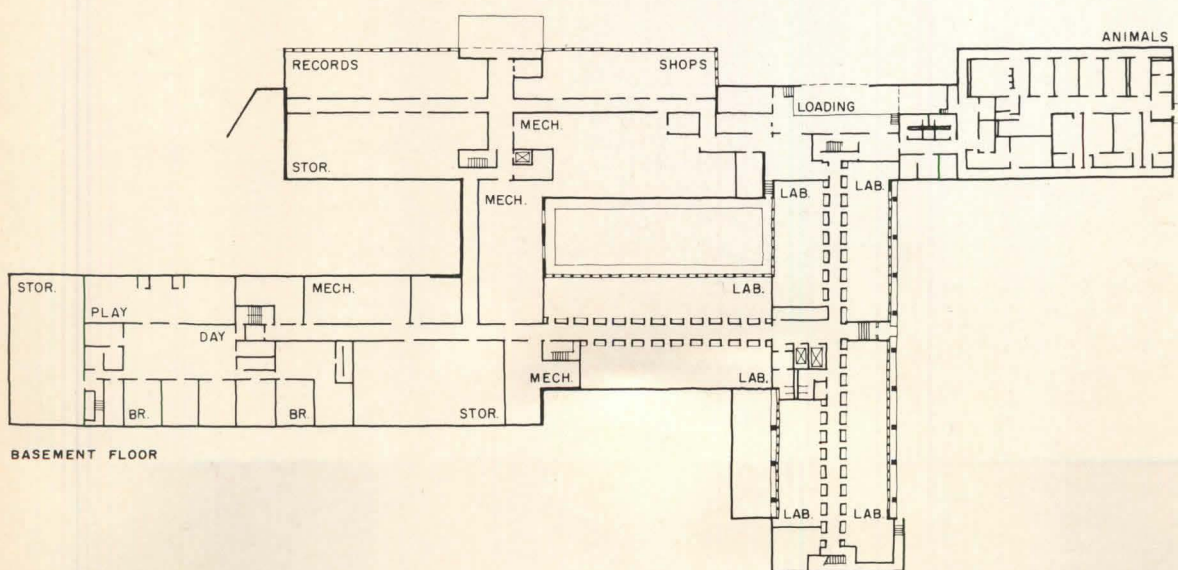 ANIMALS
RECORDS
SHOPS
LOADING
MECH.
STOR.
LAB.
LAB.
MECH.
STOR.
MECH.
LAB.
PLAY
DAY
MECH.
LAB.
BR.
BR.
STOR.
BASEMENT FLOOR
LAB.
LAB.